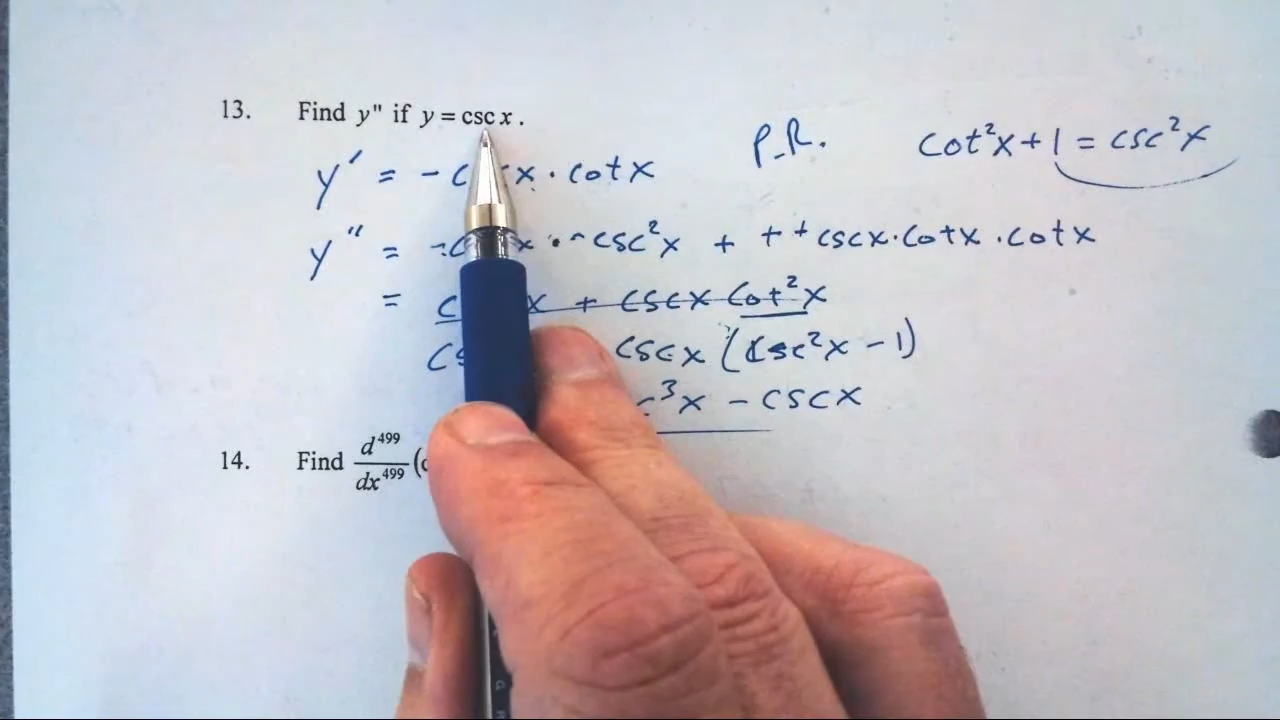 13. Find y" if y = csc x.
P.R. cot²x + 1 = csc²x
y' = - x · cot x
y" = x · - csc²x + + + csc x · cot x · cot x
= x + csc x cot²x
csc x (csc²x - 1)
³x - csc x
14. Find d⁴⁹⁹/dx⁴⁹⁹ (